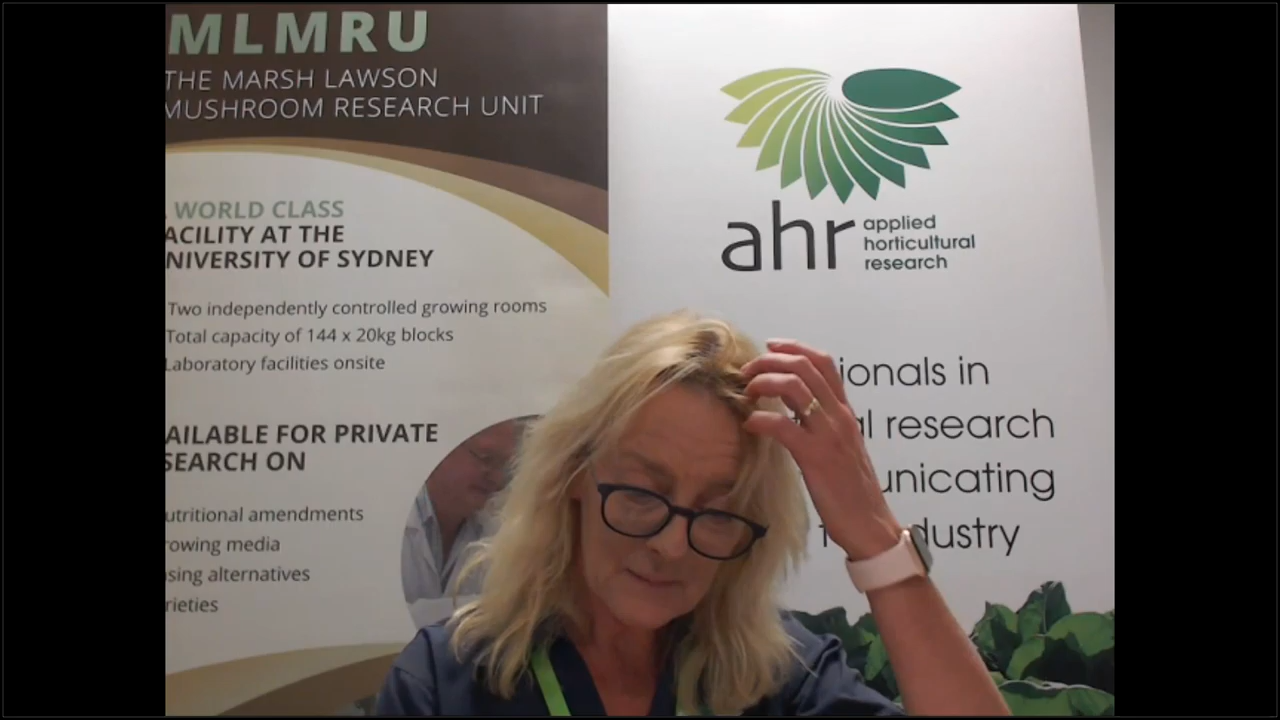 MLMRU
THE MARSH LAWSON
MUSHROOM RESEARCH UNIT
WORLD CLASS
ACILITY AT THE
NIVERSITY OF SYDNEY
Two independently controlled growing rooms
Total capacity of 144 x 20kg blocks
Laboratory facilities onsite
AILABLE FOR PRIVATE
SEARCH ON
utritional amendments
rowing media
sing alternatives
rieties
ahr
applied
horticultural
research
ionals in
al research
unicating
dustry